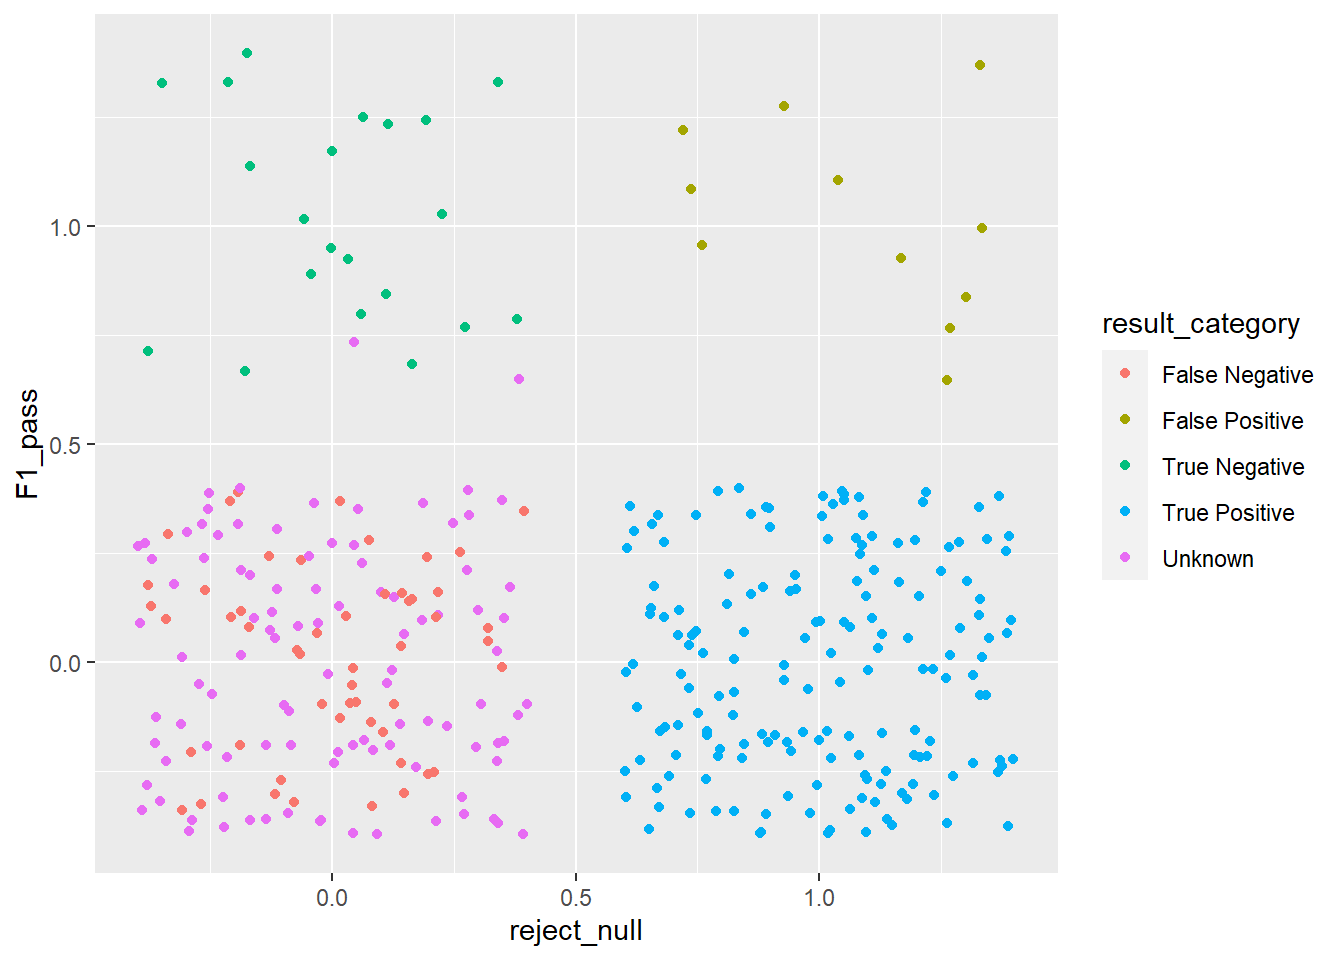 F1_pass
1.0
0.5
0.0
0.0
0.5
1.0
reject_null
result_category
False Negative
False Positive
True Negative
True Positive
Unknown